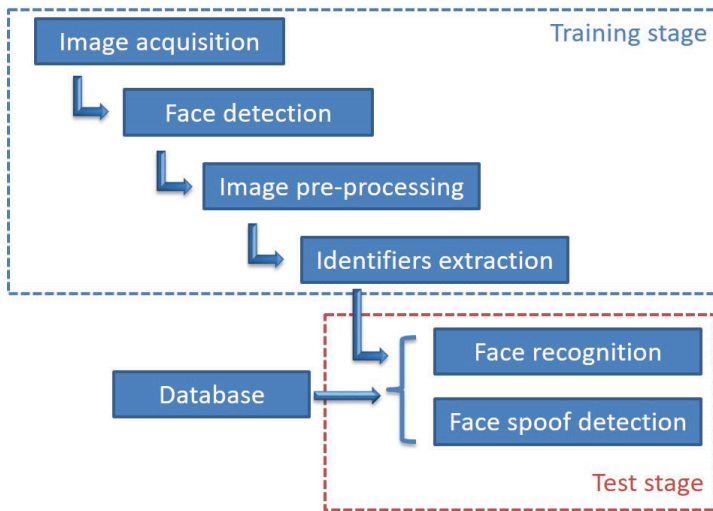 Training stage
Image acquisition
Face detection
Image pre-processing
Identifiers extraction
Face recognition
Database
Face spoof detection
Test stage